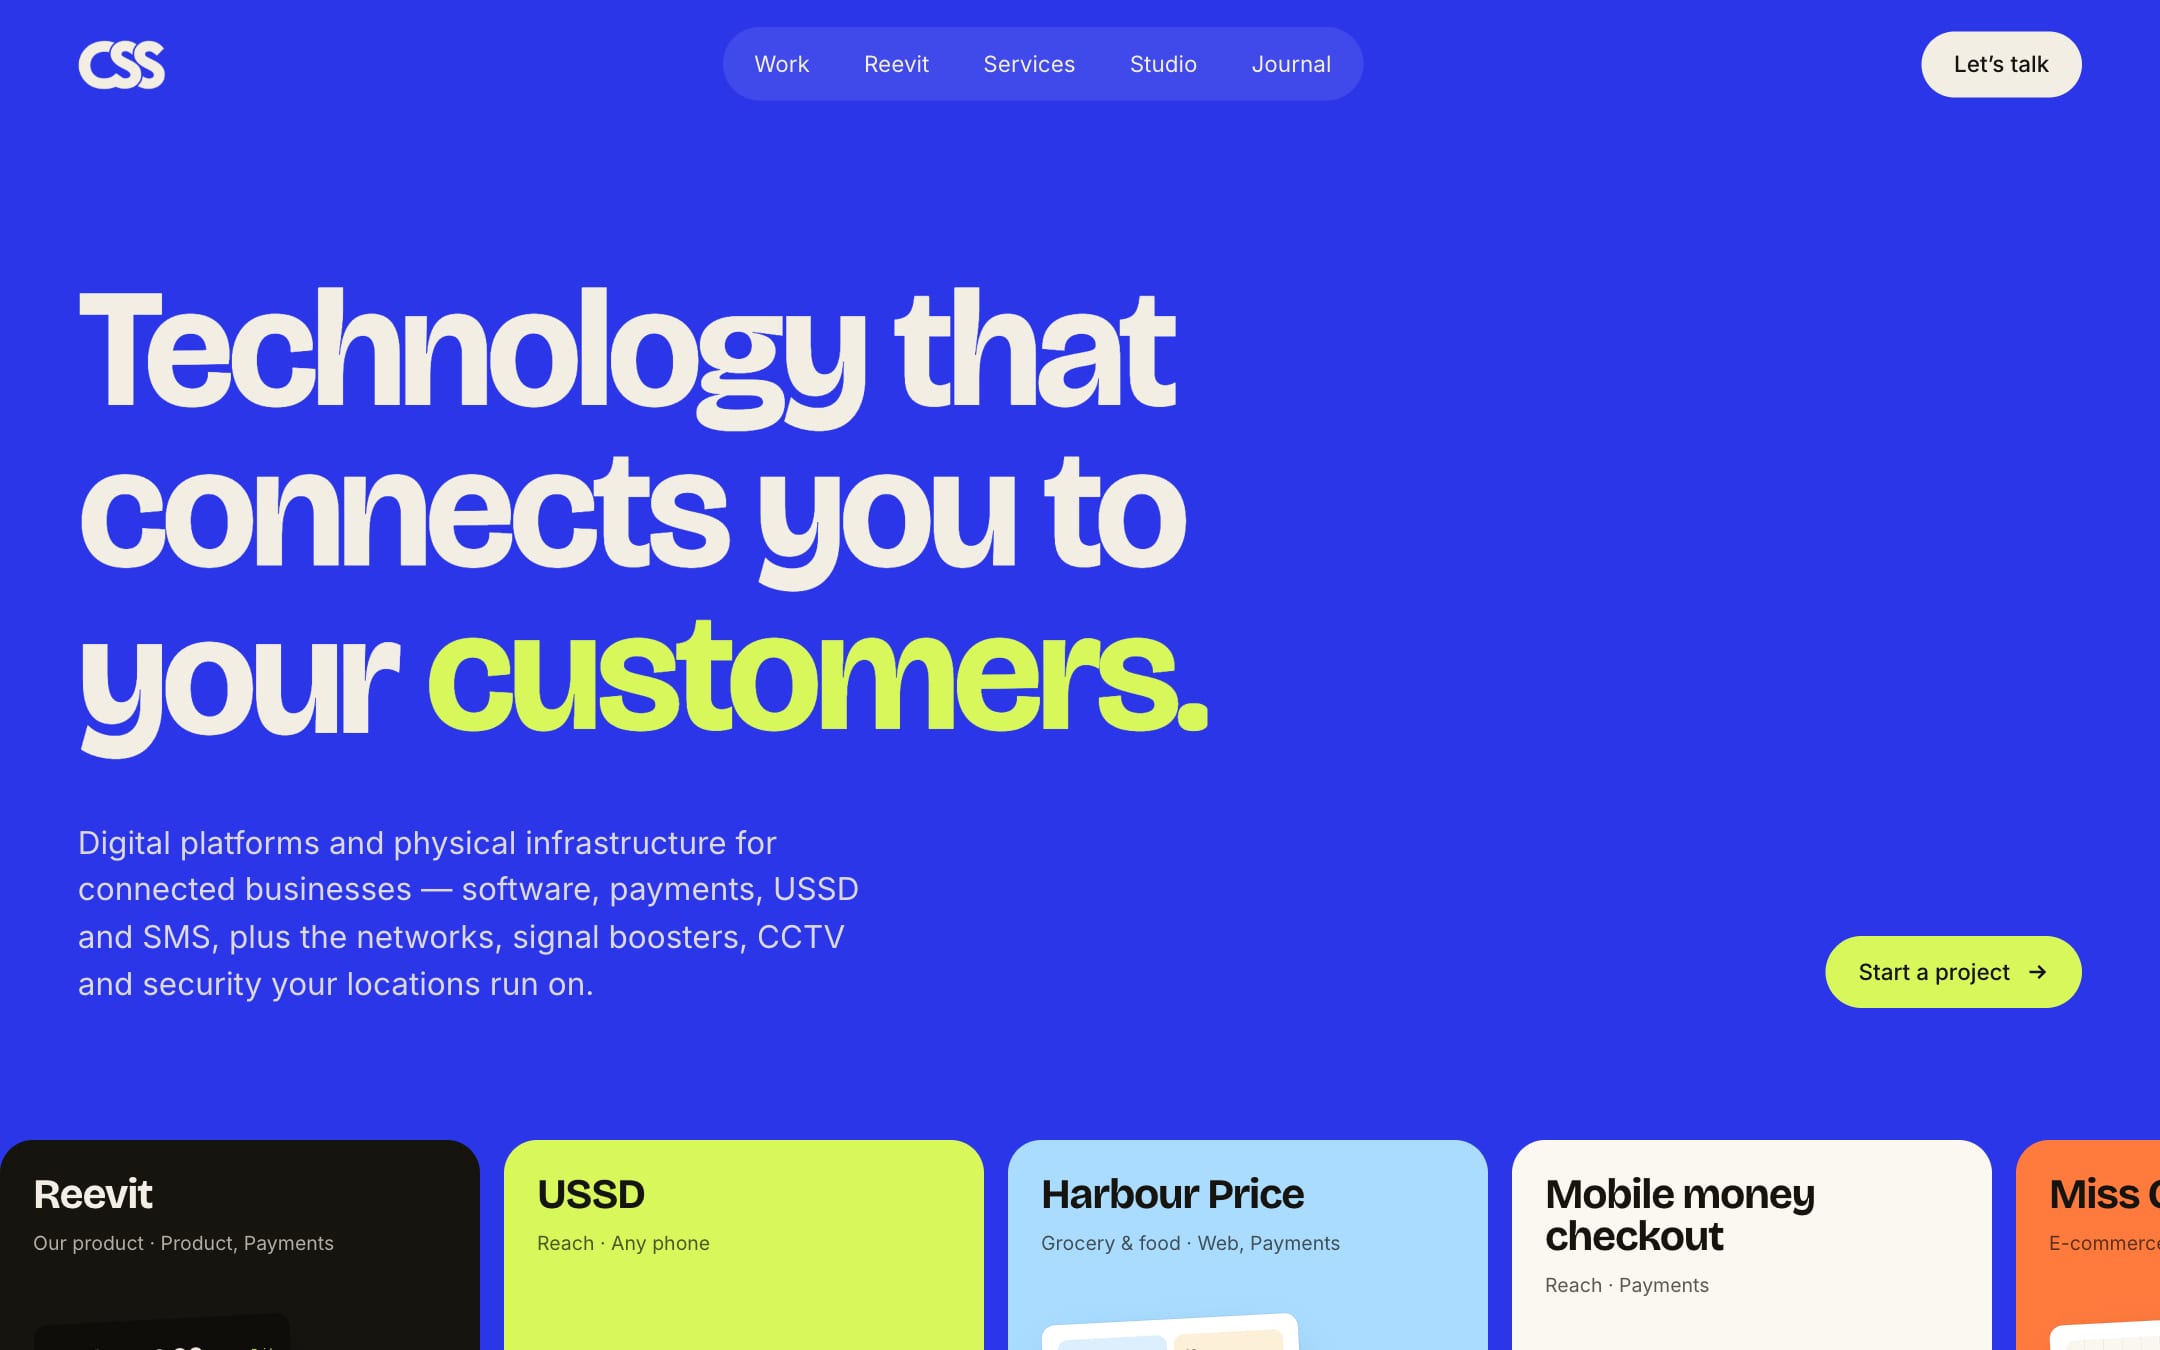 CSS
Work Reevit Services Studio Journal
Let’s talk
Technology that
connects you to
your customers.
Digital platforms and physical infrastructure for
connected businesses — software, payments, USSD
and SMS, plus the networks, signal boosters, CCTV
and security your locations run on.
Start a project →
Reevit
Our product · Product, Payments
USSD
Reach · Any phone
Harbour Price
Grocery & food · Web, Payments
Mobile money
checkout
Reach · Payments
Miss
E-commerce